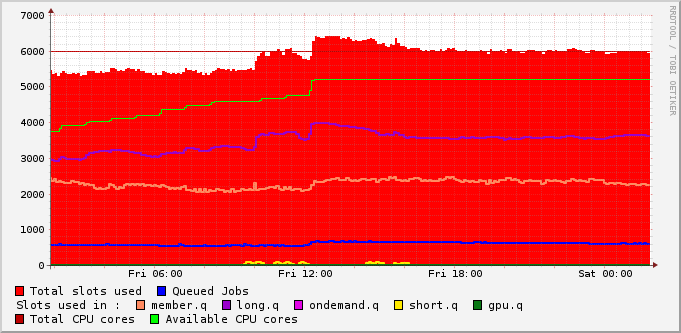 7000
6000
5000
4000
3000
2000
1000
0
Fri 06:00 Fri 12:00 Fri 18:00 Sat 00:00
RRDTOOL / TOBI OETIKER
Total slots used Queued Jobs
Slots used in : member.q long.q ondemand.q short.q gpu.q
Total CPU cores Available CPU cores